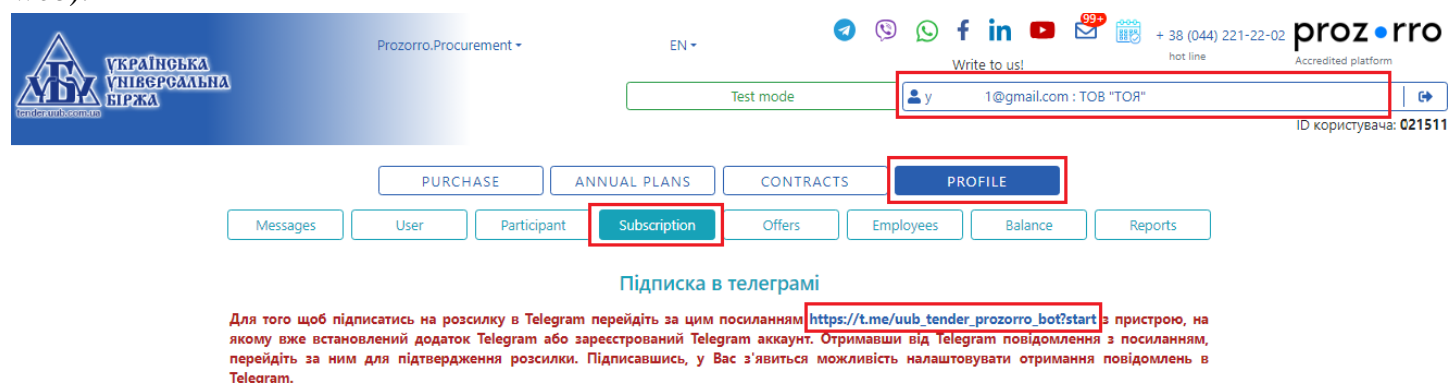 УКРАЇНСЬКА
УНІВЕРСАЛЬНА
БІРЖА
tender.uub.com.ua
Prozorro.Procurement
EN
99+
Write to us!
+ 38 (044) 221-22-02
hot line
prozorro
Accredited platform
Test mode
y 1@gmail.com : ТОВ "ТОЯ"
ID користувача: 021511
PURCHASE ANNUAL PLANS CONTRACTS PROFILE
Messages User Participant Subscription Offers Employees Balance Reports
Підписка в телеграмі
Для того щоб підписатись на розсилку в Telegram перейдіть за цим посиланням https://t.me/uub_tender_prozorro_bot?start з пристрою, на
якому вже встановлений додаток Telegram або зареєстрований Telegram аккаунт. Отримавши від Telegram повідомлення з посиланням,
перейдіть за ним для підтвердження розсилки. Підписавшись, у Вас з'явиться можливість налаштовувати отримання повідомлень в
Telegram.